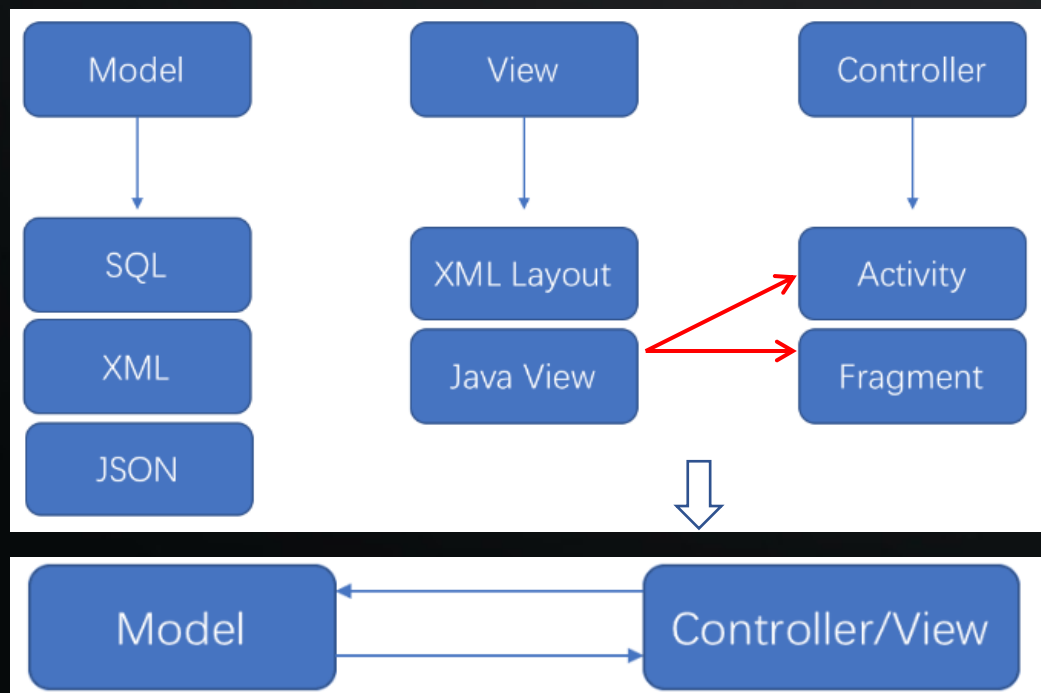 Model
View
Controller
SQL
XML Layout
Activity
XML
Java View
Fragment
JSON
Model
Controller/View